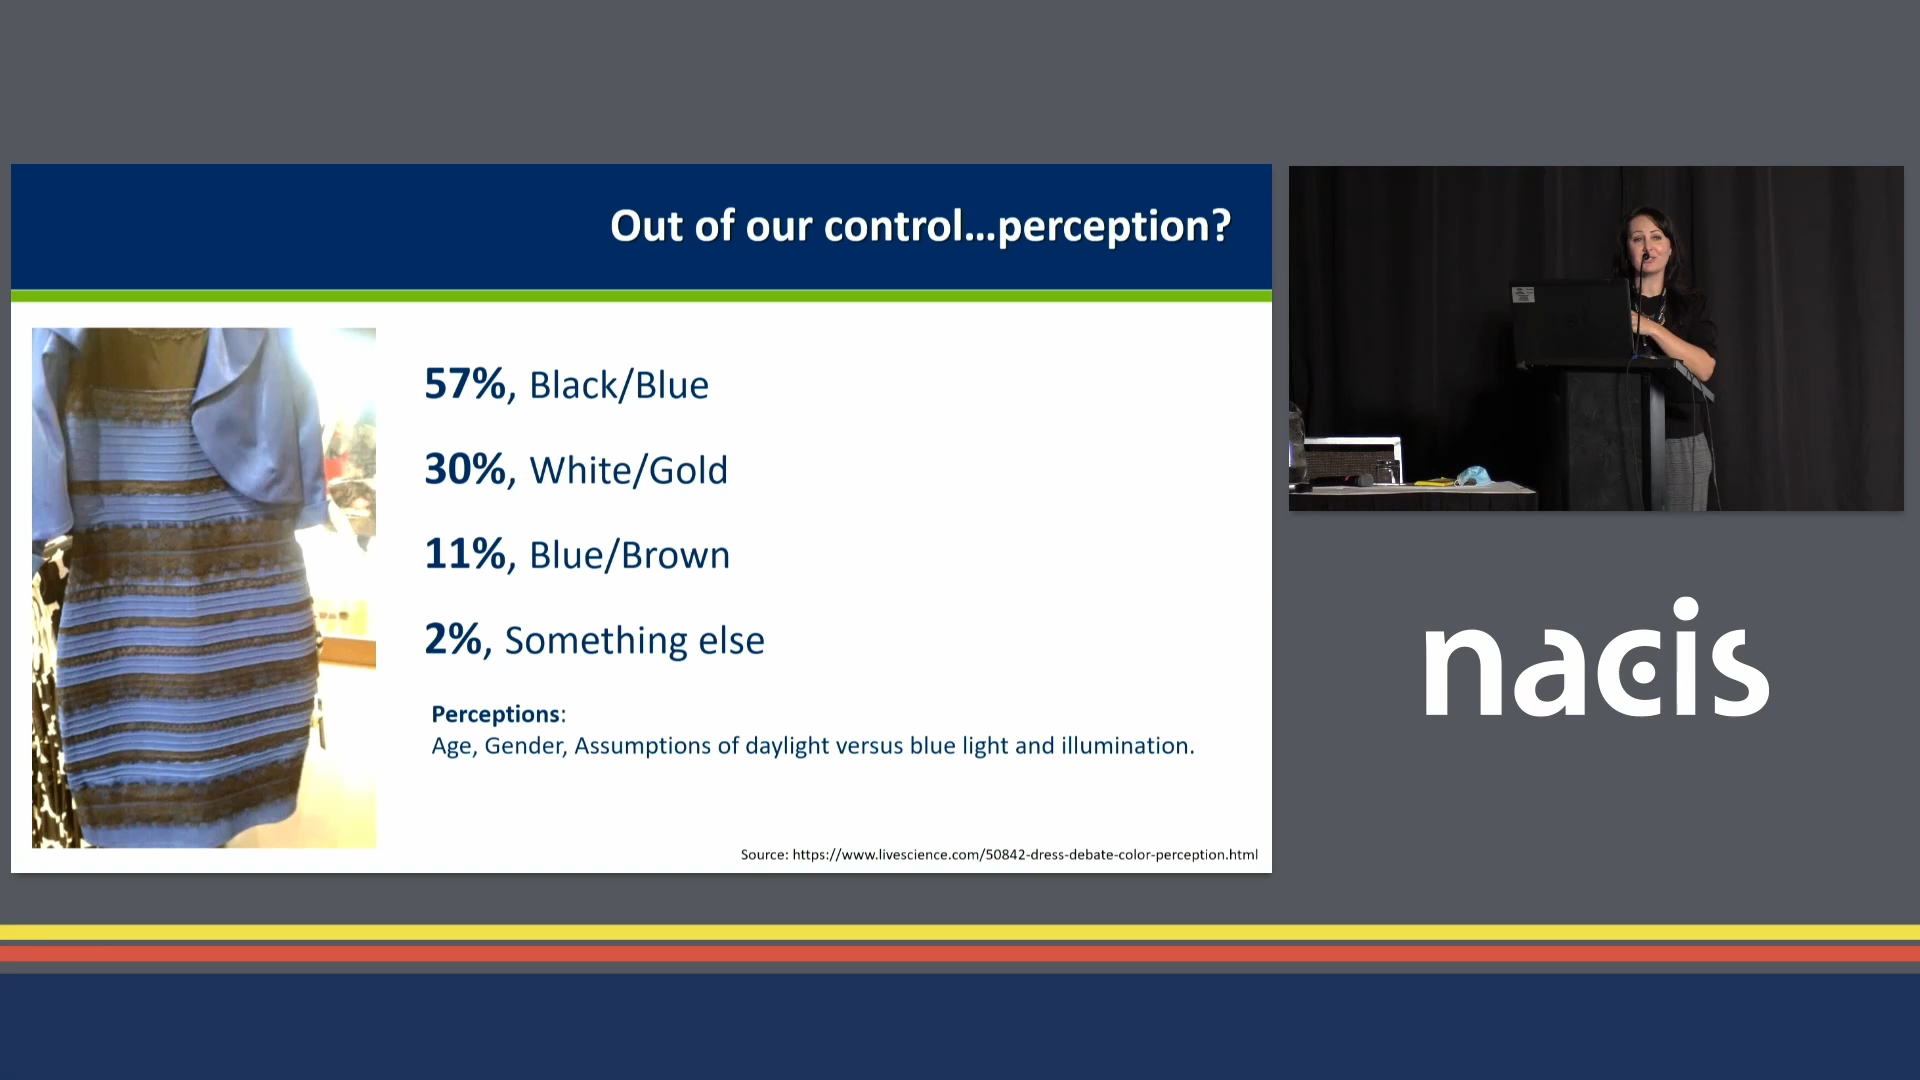 Out of our control...perception?
57%, Black/Blue
30%, White/Gold
11%, Blue/Brown
2%, Something else
Perceptions:
Age, Gender, Assumptions of daylight versus blue light and illumination.
Source: https://www.livescience.com/50842-dress-debate-color-perception.html
nacis